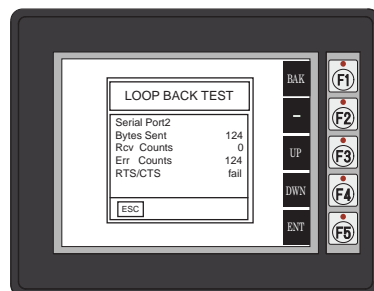 LOOP BACK TEST
Serial Port2
Bytes Sent 124
Rcv Counts 0
Err Counts 124
RTS/CTS fail
ESC
BAK
–
UP
DWN
ENT
F1
F2
F3
F4
F5